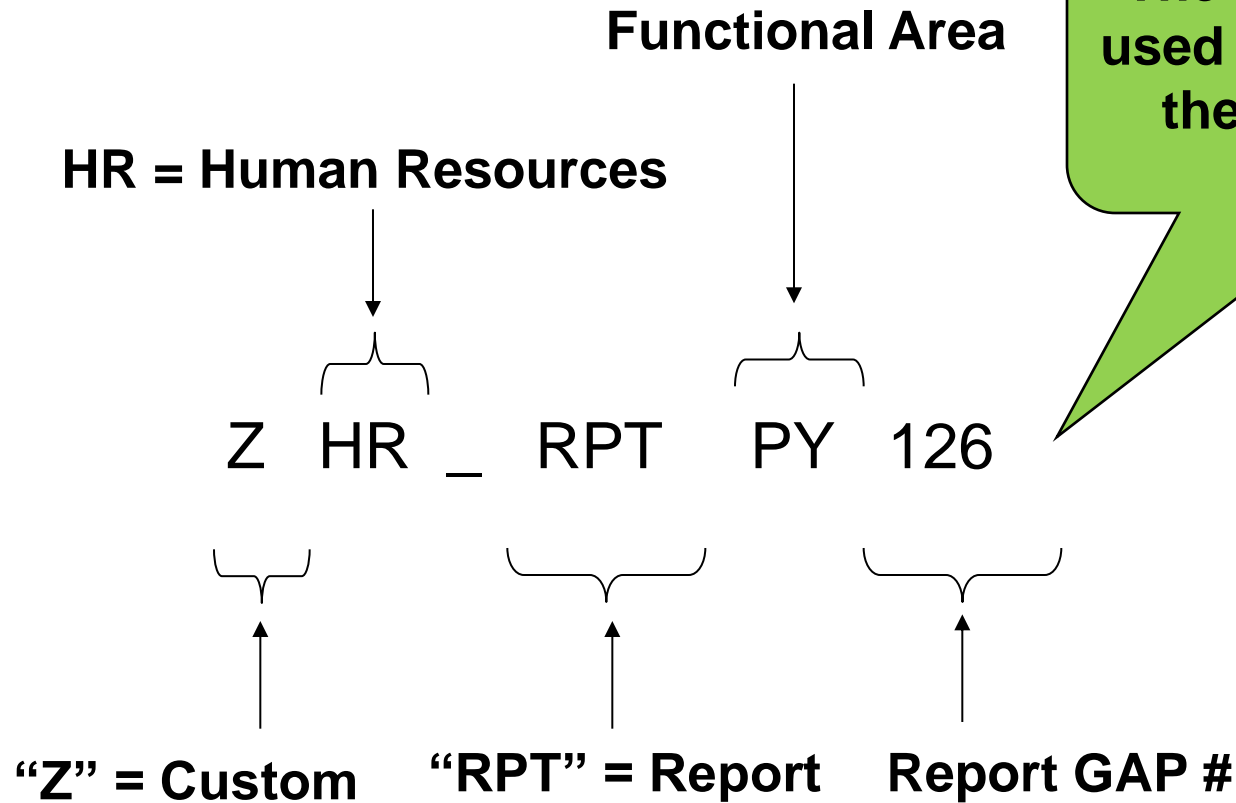 Functional Area
used
the
HR = Human Resources
Z HR _ RPT PY 126
“Z” = Custom “RPT” = Report Report GAP #